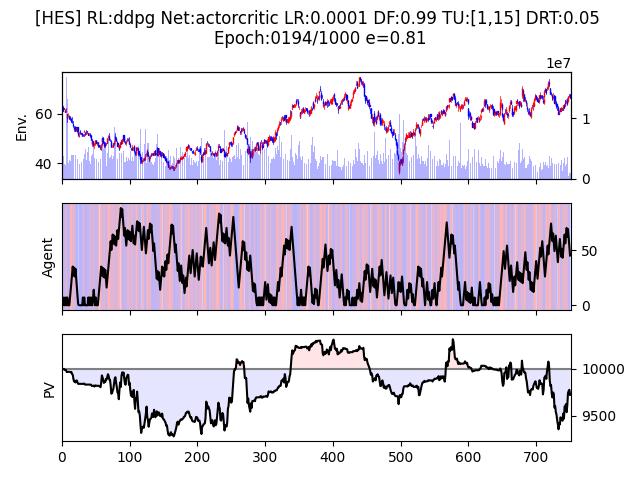 [HES] RL:ddpg Net:actorcritic LR:0.0001 DF:0.99 TU:[1,15] DRT:0.05
Epoch:0194/1000 e=0.81
1e7
Env.
60
40
1
0
Agent
50
0
PV
10000
9500
0 100 200 300 400 500 600 700